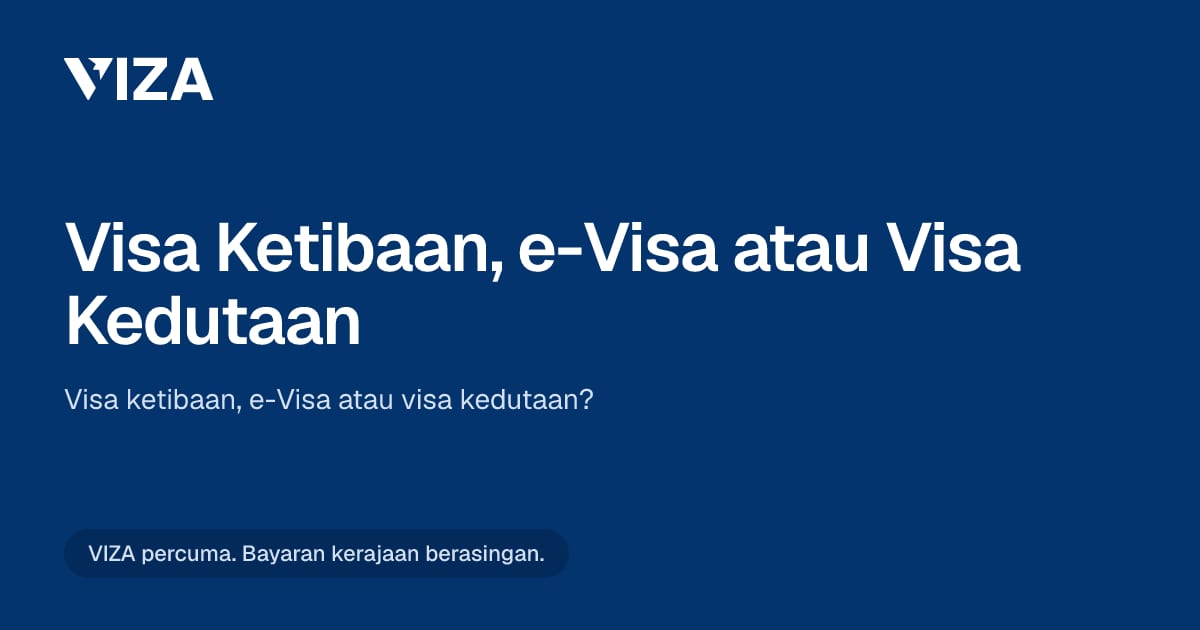 VIZA
Visa Ketibaan, e-Visa atau Visa
Kedutaan
Visa ketibaan, e-Visa atau visa kedutaan?
VIZA percuma. Bayaran kerajaan berasingan.